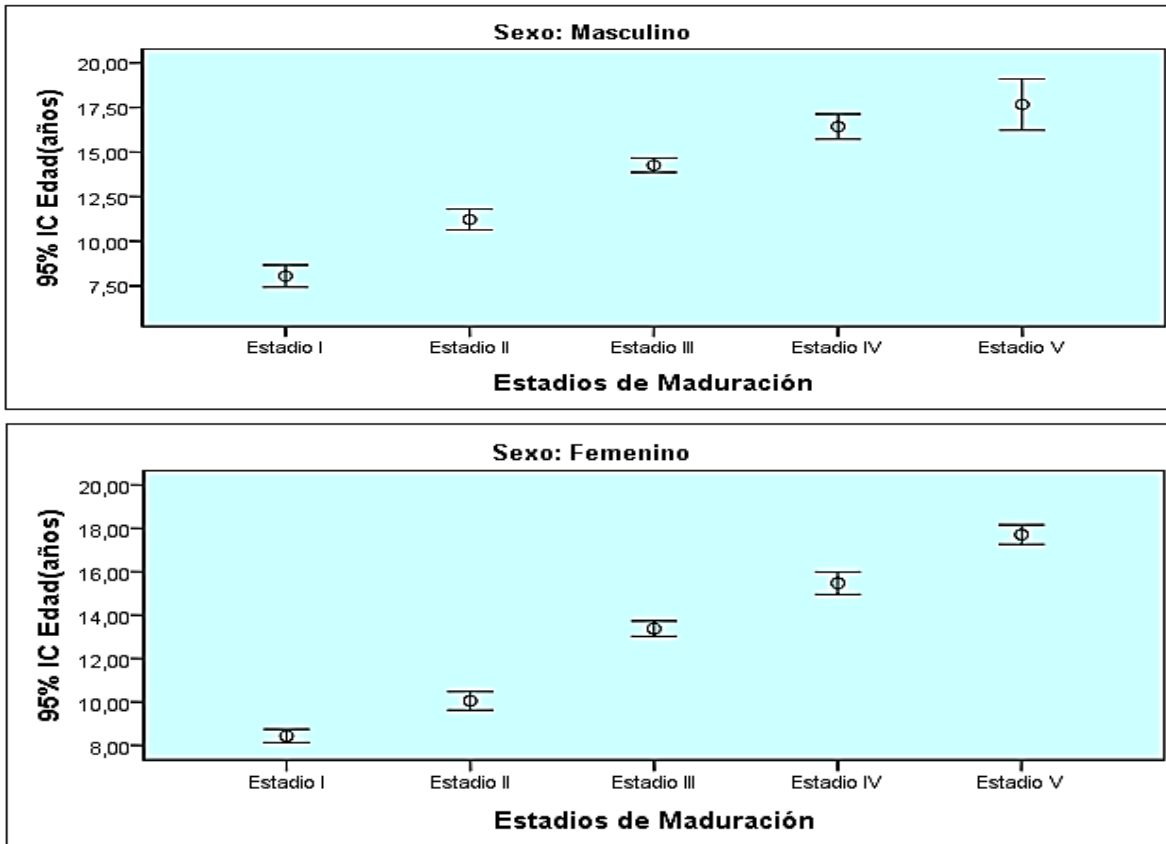 Sexo: Masculino
95% IC Edad(años)
20,00
17,50
15,00
12,50
10,00
7,50
Estadio I Estadio II Estadio III Estadio IV Estadio V
Estadios de Maduración
Sexo: Femenino
95% IC Edad(años)
20,00
18,00
16,00
14,00
12,00
10,00
8,00
Estadio I Estadio II Estadio III Estadio IV Estadio V
Estadios de Maduración